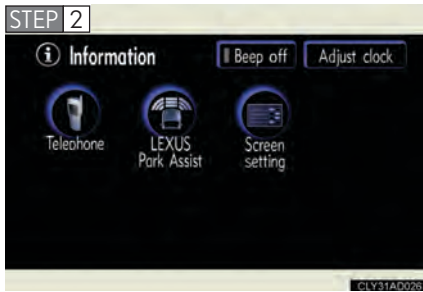 STEP 2
i Information
Beep off
Adjust clock
Telephone
LEXUS
Park Assist
Screen
setting
CLY31AD026